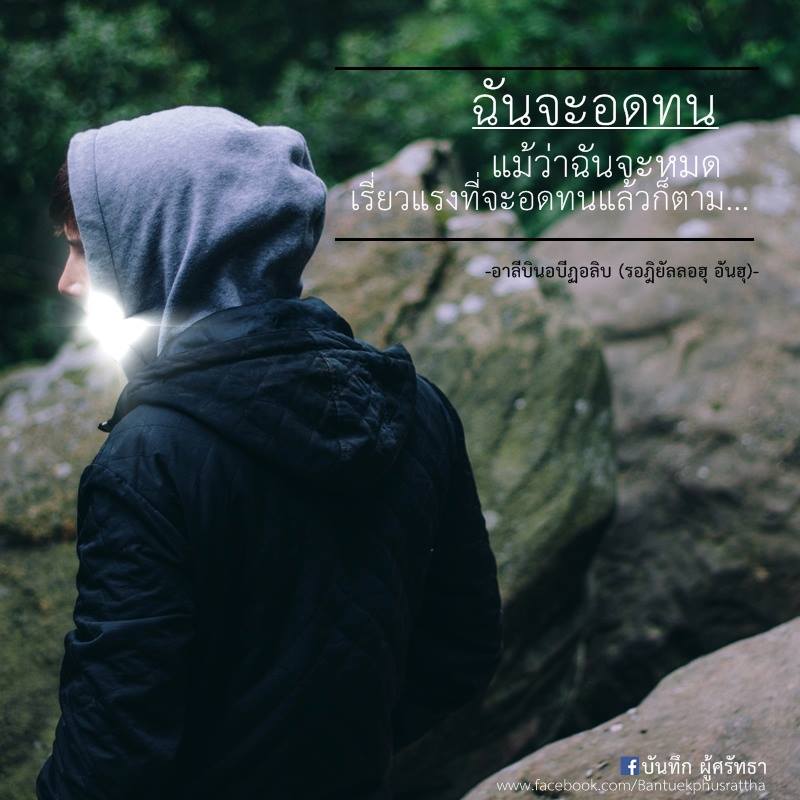 ฉันจะอดทน
แม้ว่าฉันจะหมด
เรี่ยวแรงที่จะอดทนแล้วก็ตาม...
-อาลีบินอบีฏอลิบ (รอฎิยัลลอฮุ อันฮุ)-
บันทึก ผู้ศรัทธา
www.facebook.com/Bantuekphusrattha